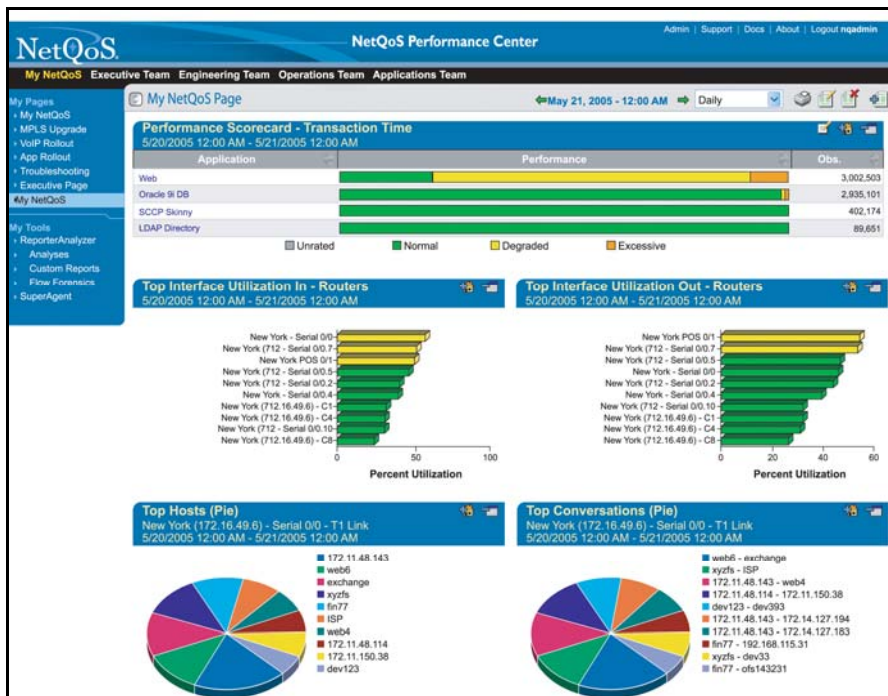 NetQoS
NetQoS Performance Center
Admin | Support | Docs | About | Logout nqadmin
My NetQoS Executive Team Engineering Team Operations Team Applications Team
My Pages
My NetQoS
MPLS Upgrade
VoIP Rollout
App Rollout
Troubleshooting
Executive Page
My NetQoS
My Tools
ReporterAnalyzer
Analyses
Custom Reports
Flow Forensics
SuperAgent
My NetQoS Page
May 21, 2005 - 12:00 AM
Daily
Performance Scorecard - Transaction Time
5/20/2005 12:00 AM - 5/21/2005 12:00 AM
Application Performance Obs.
Web 3,002,503
Oracle 9i DB 2,935,101
SCCP Skinny 402,174
LDAP Directory 89,651
Unrated Normal Degraded Excessive
Top Interface Utilization In - Routers
5/20/2005 12:00 AM - 5/21/2005 12:00 AM
New York - Serial 0/0
New York (712 - Serial 0/0.7
New York POS 0/1
New York (712 - Serial 0/0.5
New York (712 - Serial 0/0.2
New York - Serial 0/0.4
New York (712.16.49.6) - C1
New York (712.16.49.6) - C4
New York (712 - Serial 0/0.10
New York (712.16.49.6) - C8
0 50 100
Percent Utilization
Top Interface Utilization Out - Routers
5/20/2005 12:00 AM - 5/21/2005 12:00 AM
New York POS 0/1
New York (712 - Serial 0/0.7
New York (712 - Serial 0/0.5
New York - Serial 0/0
New York (712 - Serial 0/0.2
New York - Serial 0/0.4
New York (712 - Serial 0/0.10
New York (712.16.49.6) - C1
New York (712.16.49.6) - C4
New York (712.16.49.6) - C8
0 20 40 60
Percent Utilization
Top Hosts (Pie)
New York (172.16.49.6) - Serial 0/0 - T1 Link
5/20/2005 12:00 AM - 5/21/2005 12:00 AM
172.11.48.143
web6
exchange
xyzfs
fin77
ISP
web4
172.11.48.114
172.11.150.38
dev123
Top Conversations (Pie)
New York (172.16.49.6) - Serial 0/0 - T1 Link
5/20/2005 12:00 AM - 5/21/2005 12:00 AM
web6 - exchange
xyzfs - ISP
172.11.48.143 - web4
172.11.48.114 - 172.11.150.38
dev123 - dev393
172.11.48.143 - 172.14.127.194
172.11.48.143 - 172.14.127.183
fin77 - 192.168.115.31
xyzfs - dev33
fin77 - ofs143231